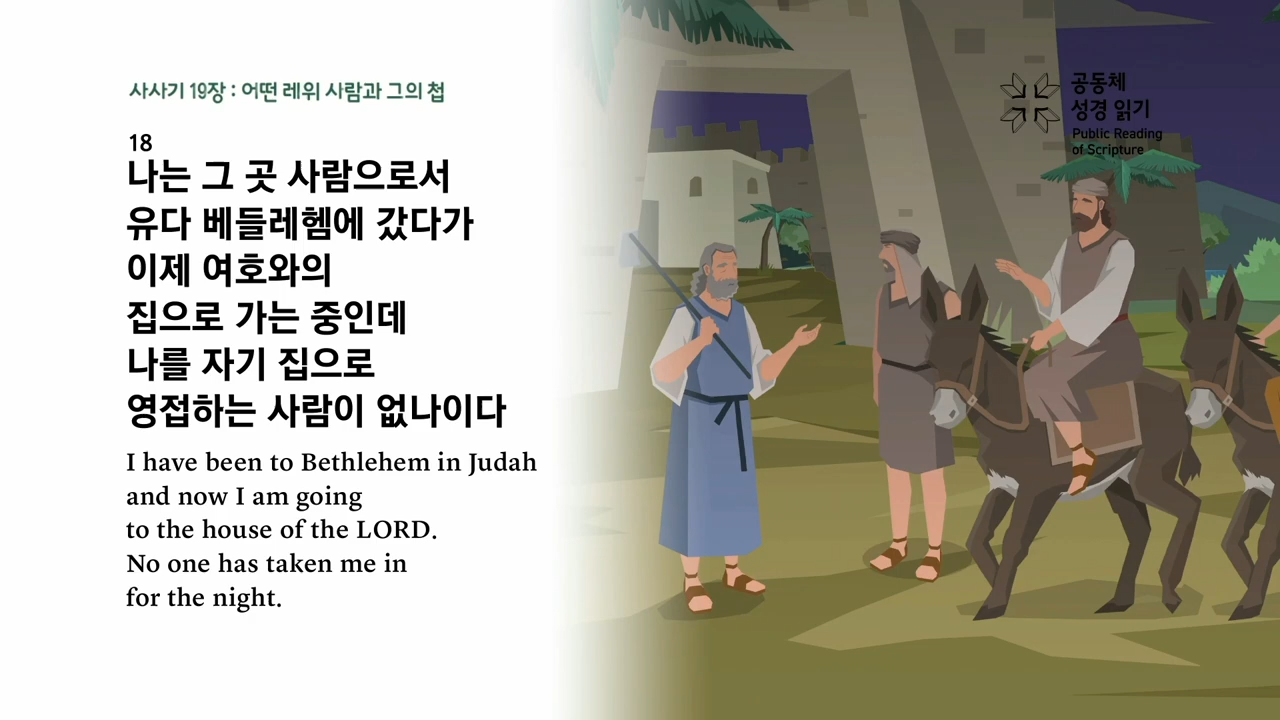 사사기 19장 : 어떤 레위 사람과 그의 첩
공동체
성경 읽기
Public Reading
of Scripture
18
나는 그 곳 사람으로서
유다 베들레헴에 갔다가
이제 여호와의
집으로 가는 중인데
나를 자기 집으로
영접하는 사람이 없나이다
I have been to Bethlehem in Judah
and now I am going
to the house of the LORD.
No one has taken me in
for the night.